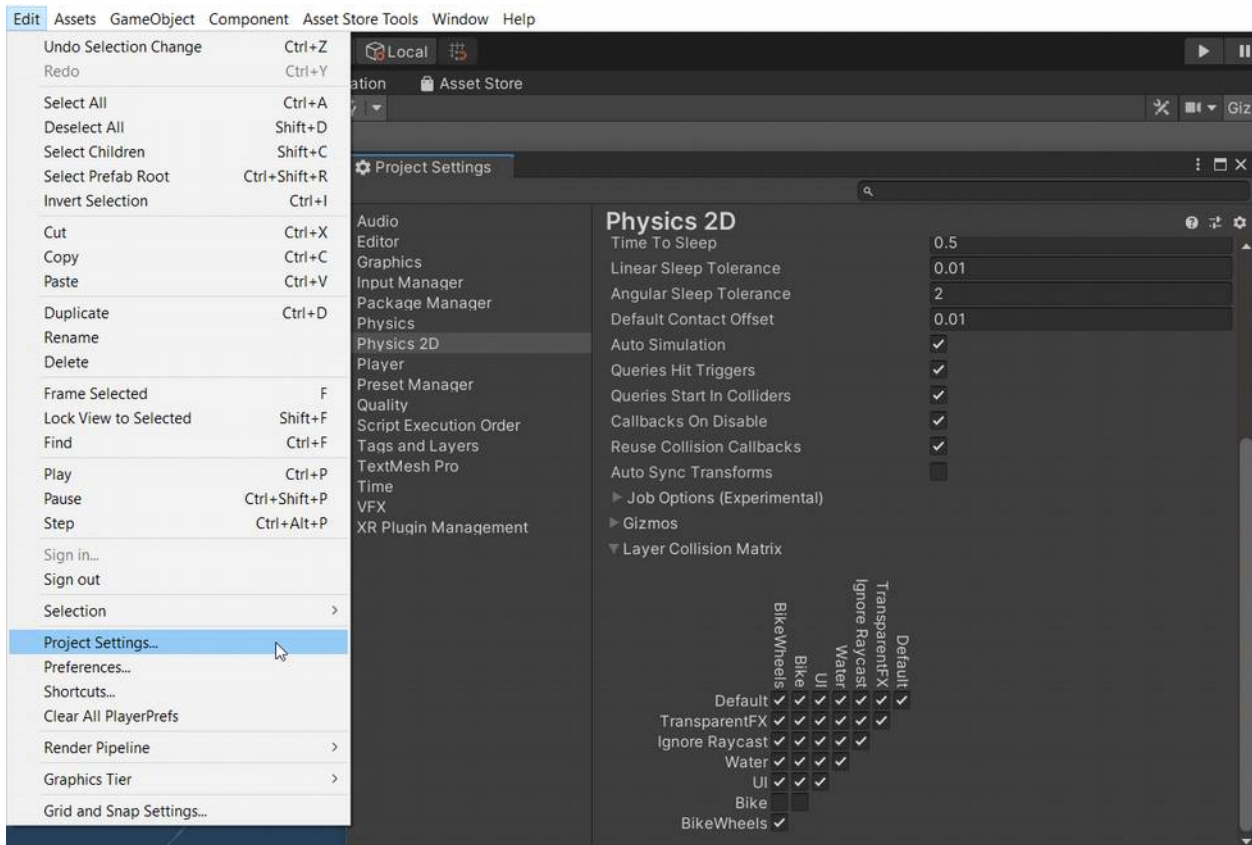 Edit Assets GameObject Component Asset Store Tools Window Help
Undo Selection Change Ctrl+Z
Redo Ctrl+Y
Select All Ctrl+A
Deselect All Shift+D
Select Children Shift+C
Select Prefab Root Ctrl+Shift+R
Invert Selection Ctrl+I
Cut Ctrl+X
Copy Ctrl+C
Paste Ctrl+V
Duplicate Ctrl+D
Rename
Delete
Frame Selected F
Lock View to Selected Shift+F
Find Ctrl+F
Play Ctrl+P
Pause Ctrl+Shift+P
Step Ctrl+Alt+P
Sign in...
Sign out
Selection
Project Settings...
Preferences...
Shortcuts...
Clear All PlayerPrefs
Render Pipeline
Graphics Tier
Grid and Snap Settings...
Local
ation Asset Store
Giz
Project Settings
Audio
Editor
Graphics
Input Manager
Package Manager
Physics
Physics 2D
Player
Preset Manager
Quality
Script Execution Order
Tags and Layers
TextMesh Pro
Time
VFX
XR Plugin Management
Physics 2D
Time To Sleep 0.5
Linear Sleep Tolerance 0.01
Angular Sleep Tolerance 2
Default Contact Offset 0.01
Auto Simulation
Queries Hit Triggers
Queries Start In Colliders
Callbacks On Disable
Reuse Collision Callbacks
Auto Sync Transforms
Job Options (Experimental)
Gizmos
Layer Collision Matrix
BikeWheels
Bike
UI
Water
Ignore Raycast
TransparentFX
Default
Default
TransparentFX
Ignore Raycast
Water
UI
Bike
BikeWheels